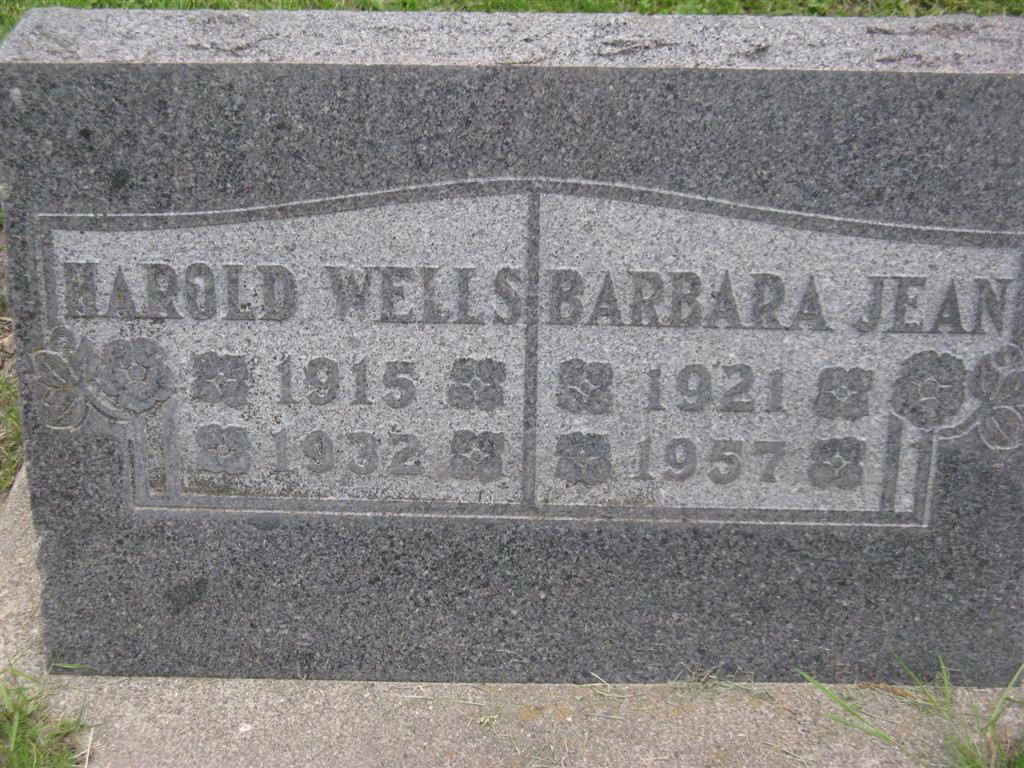 HAROLD WELLS
1915
1932
BARBARA JEAN
1921
1957